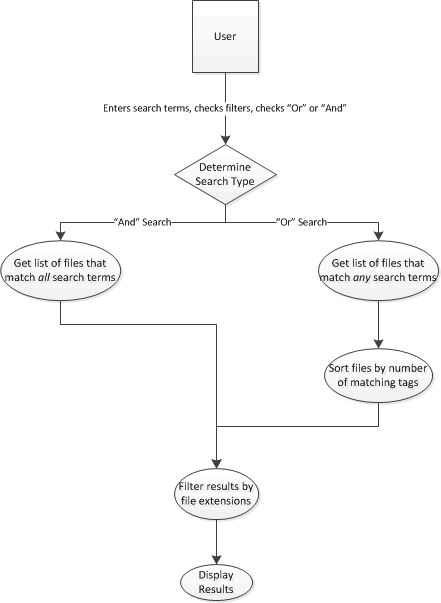 User
Enters search terms, checks filters, checks “Or” or “And”
Determine
Search Type
“And” Search
“Or” Search
Get list of files that
match all search terms
Get list of files that
match any search terms
Sort files by number
of matching tags
Filter results by
file extensions
Display
Results